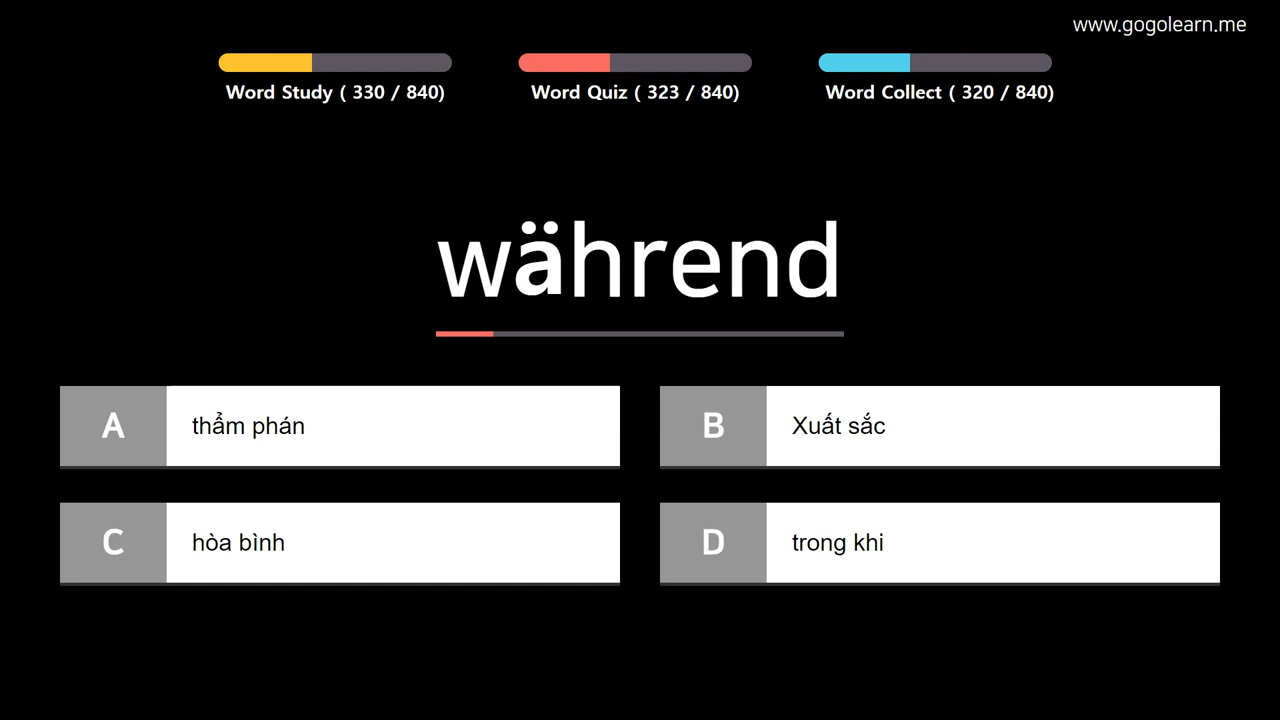 www.gogolearn.me
Word Study ( 330 / 840)
Word Quiz ( 323 / 840)
Word Collect ( 320 / 840)
während
A
thẩm phán
B
Xuất sắc
C
hòa bình
D
trong khi